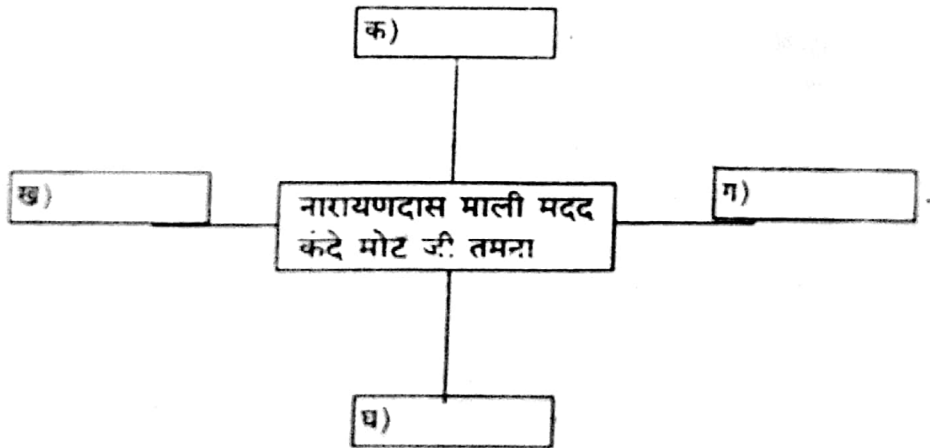 क)
ख)
नारायणदास माली मदद
कंदे मोट जी तमना
ग)
घ)